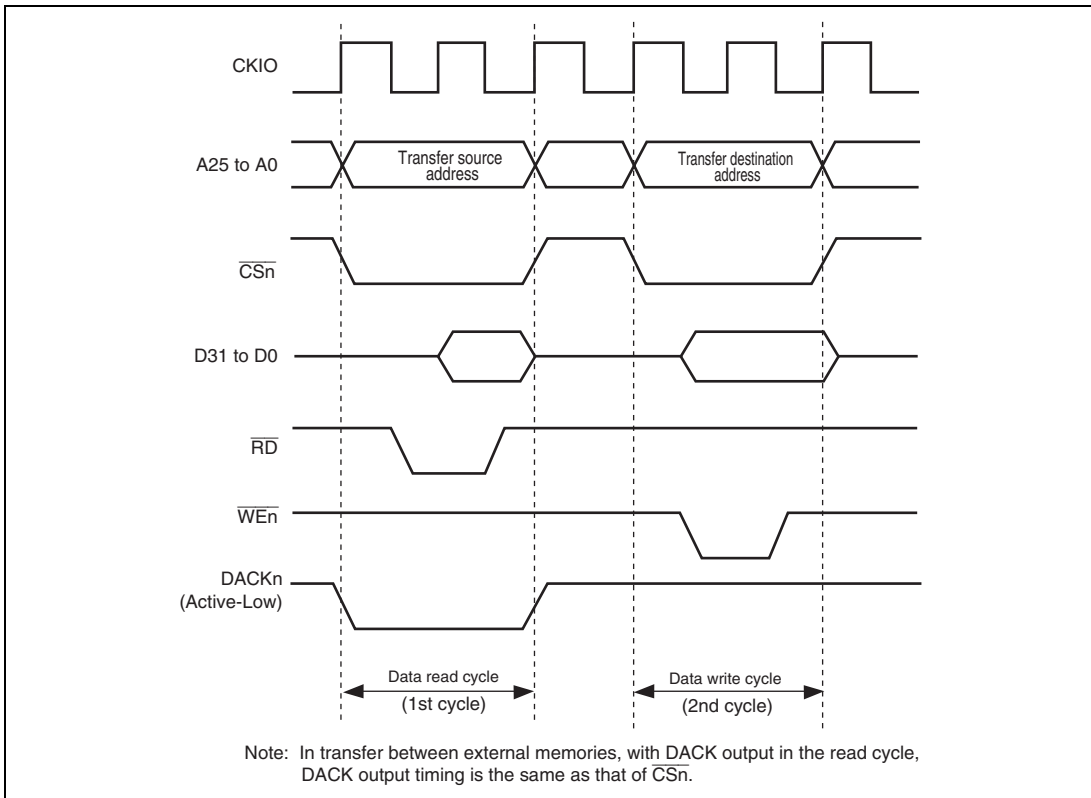 CKIO
A25 to A0
Transfer source
address
Transfer destination
address
CSn
D31 to D0
RD
WEn
DACKn
(Active-Low)
Data read cycle
(1st cycle)
Data write cycle
(2nd cycle)
Note: In transfer between external memories, with DACK output in the read cycle,
DACK output timing is the same as that of CSn.